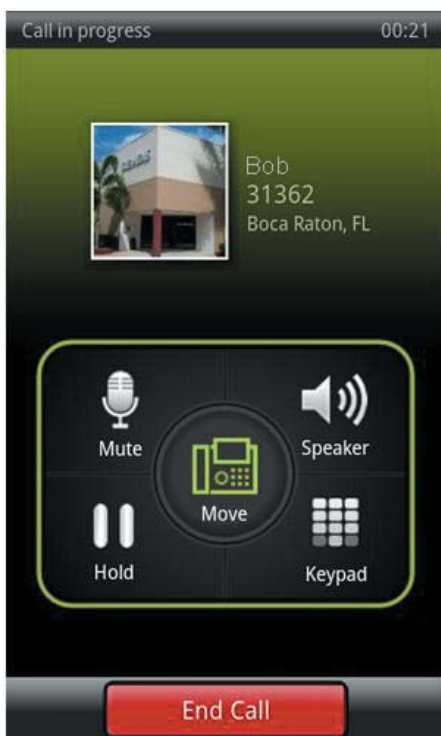 Call in progress 00:21
Bob
31362
Boca Raton, FL
Mute
Speaker
Move
Hold
Keypad
End Call